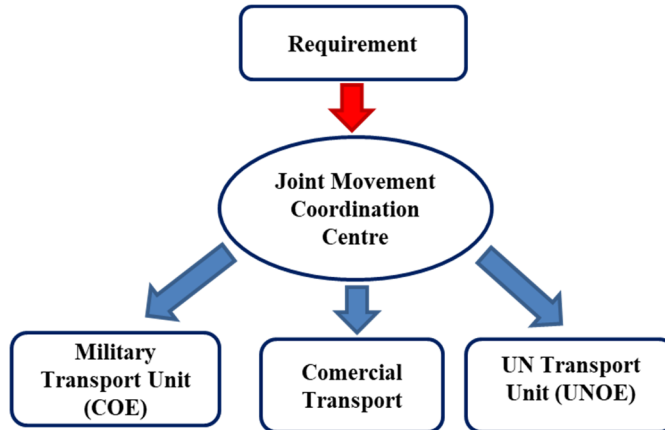 Requirement
Joint Movement
Coordination
Centre
Military
Transport Unit
(COE)
Comercial
Transport
UN Transport
Unit (UNOE)